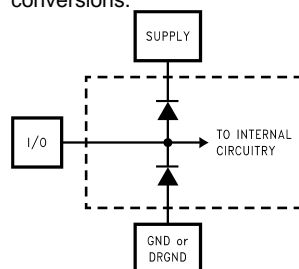 conversions.
SUPPLY
I/O
TO INTERNAL
CIRCUITRY
GND or
DRGND